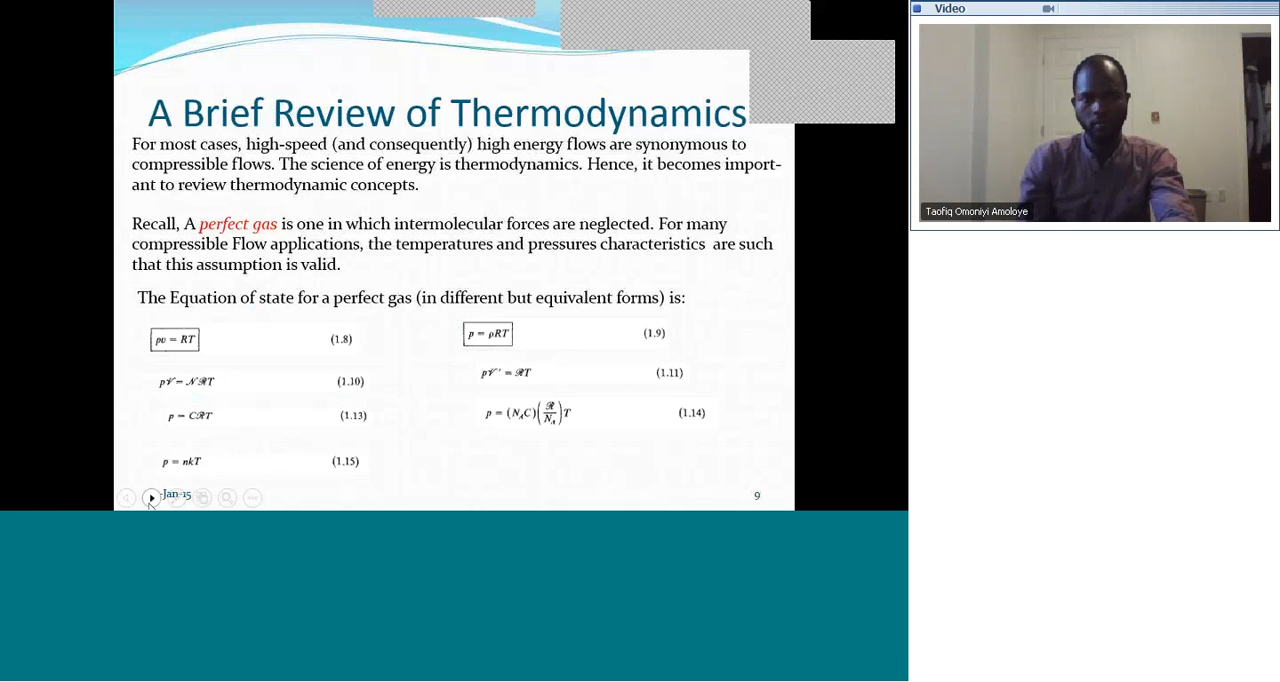 A Brief Review of Thermodynamics
For most cases, high-speed (and consequently) high energy flows are synonymous to
compressible flows. The science of energy is thermodynamics. Hence, it becomes import-
ant to review thermodynamic concepts.
Recall, A perfect gas is one in which intermolecular forces are neglected. For many
compressible Flow applications, the temperatures and pressures characteristics are such
that this assumption is valid.
The Equation of state for a perfect gas (in different but equivalent forms) is:
pv = RT (1.8)
p = ρRT (1.9)
p𝒱 = 𝒩ℛT (1.10)
p𝒱' = ℛT (1.11)
p = CℛT (1.13)
p = (N_A C)(ℛ/N_A)T (1.14)
p = nkT (1.15)
-Jan-15
9
Video
Taofiq Omoniyi Amoloye